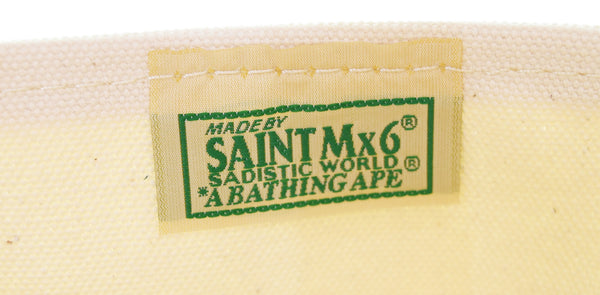 MADE BY
SAINT Mx6®
SADISTIC WORLD®
*A BATHING APE